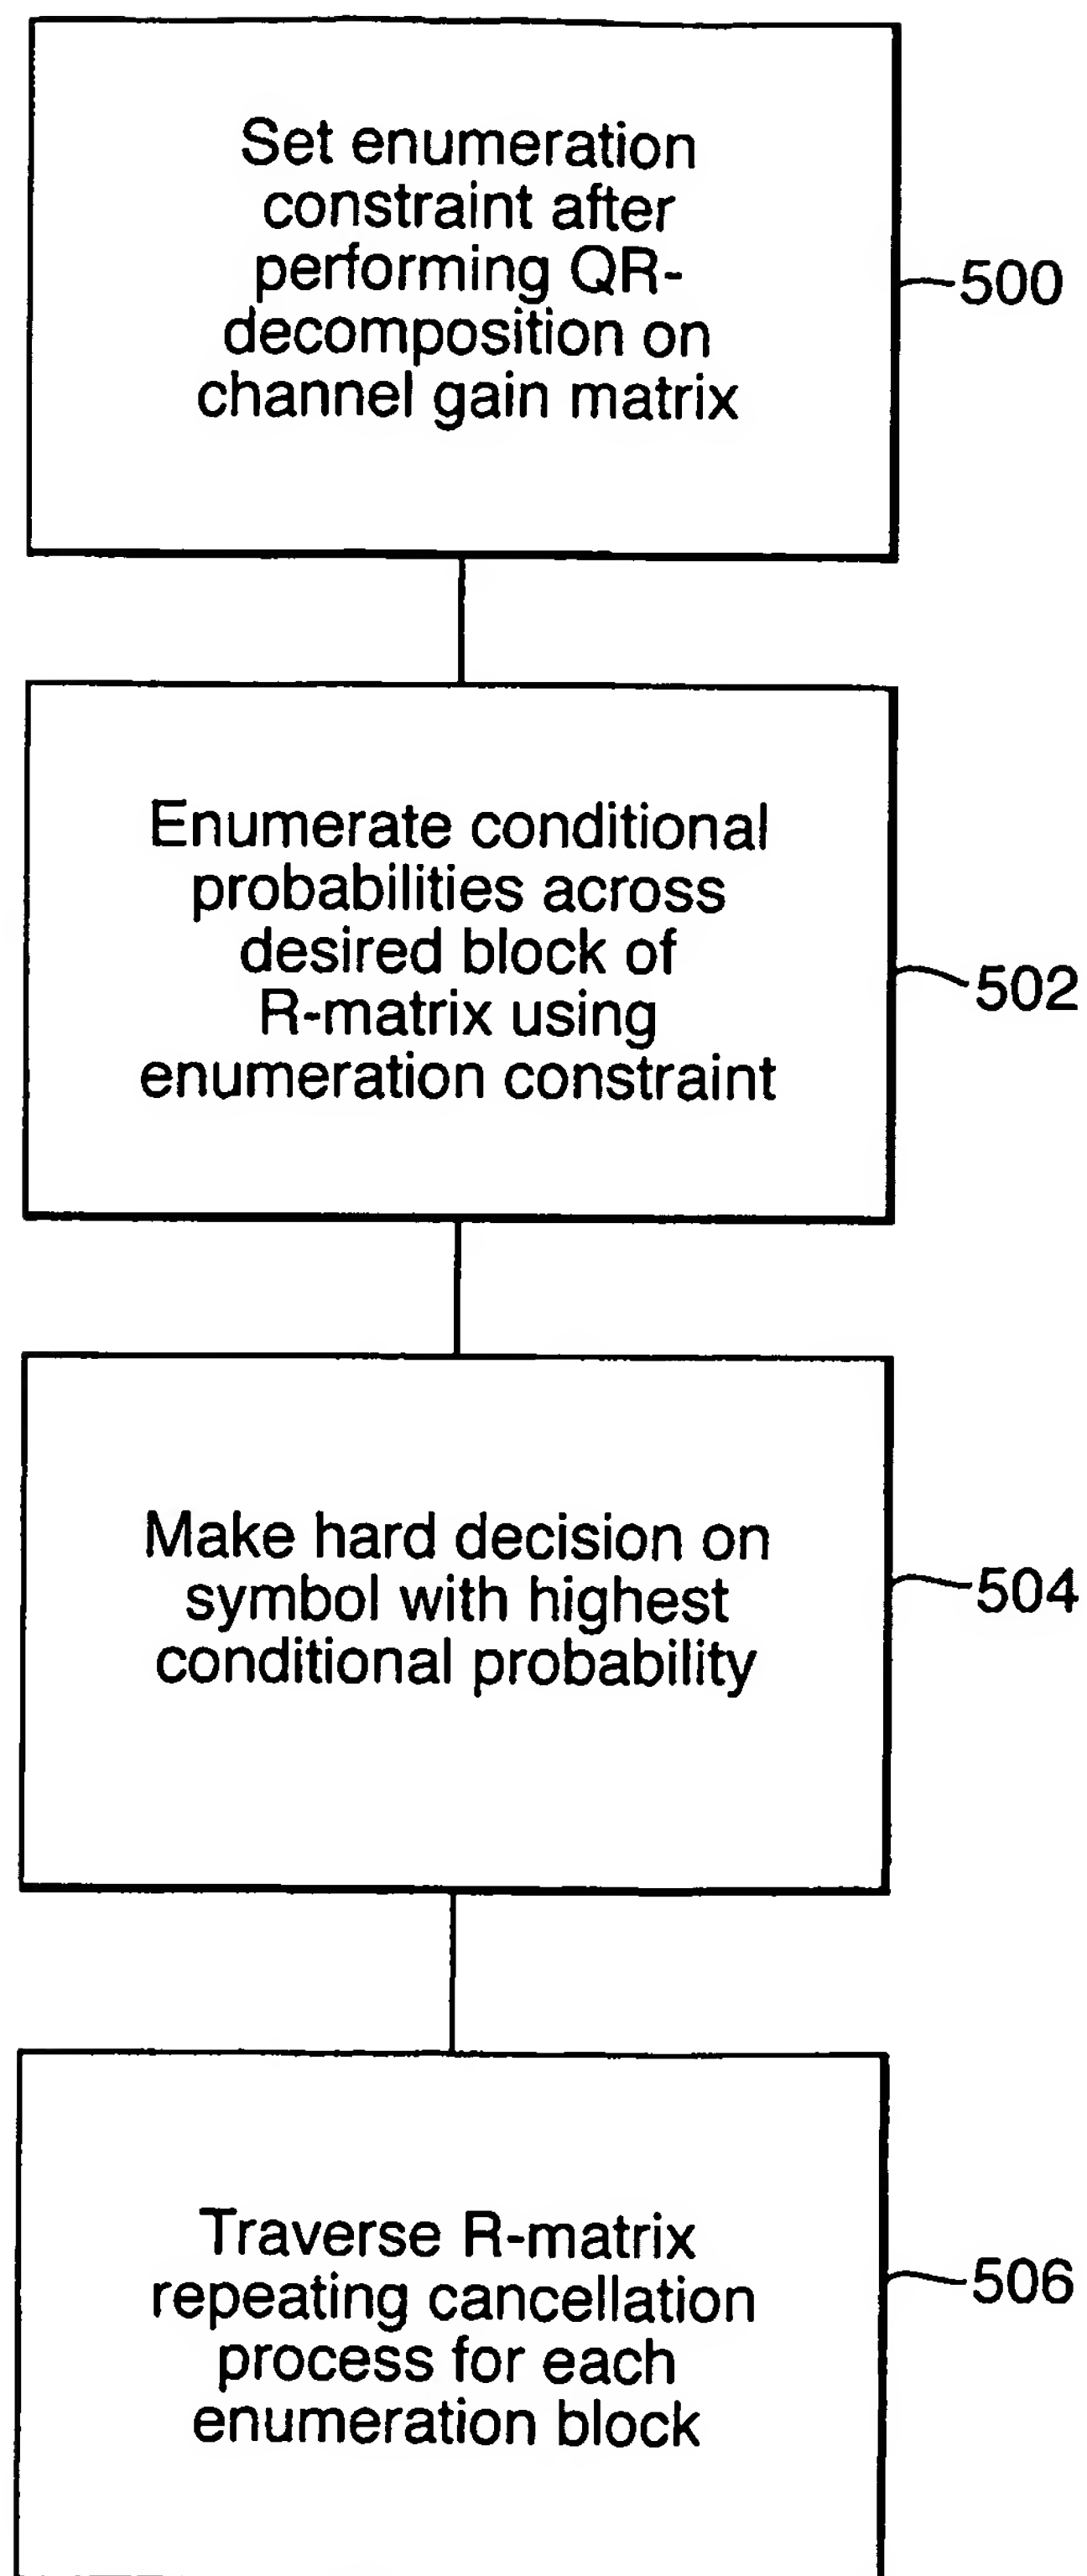 Set enumeration
constraint after
performing QR-
decomposition on
channel gain matrix
500
Enumerate conditional
probabilities across
desired block of
R-matrix using
enumeration constraint
502
Make hard decision on
symbol with highest
conditional probability
504
Traverse R-matrix
repeating cancellation
process for each
enumeration block
506